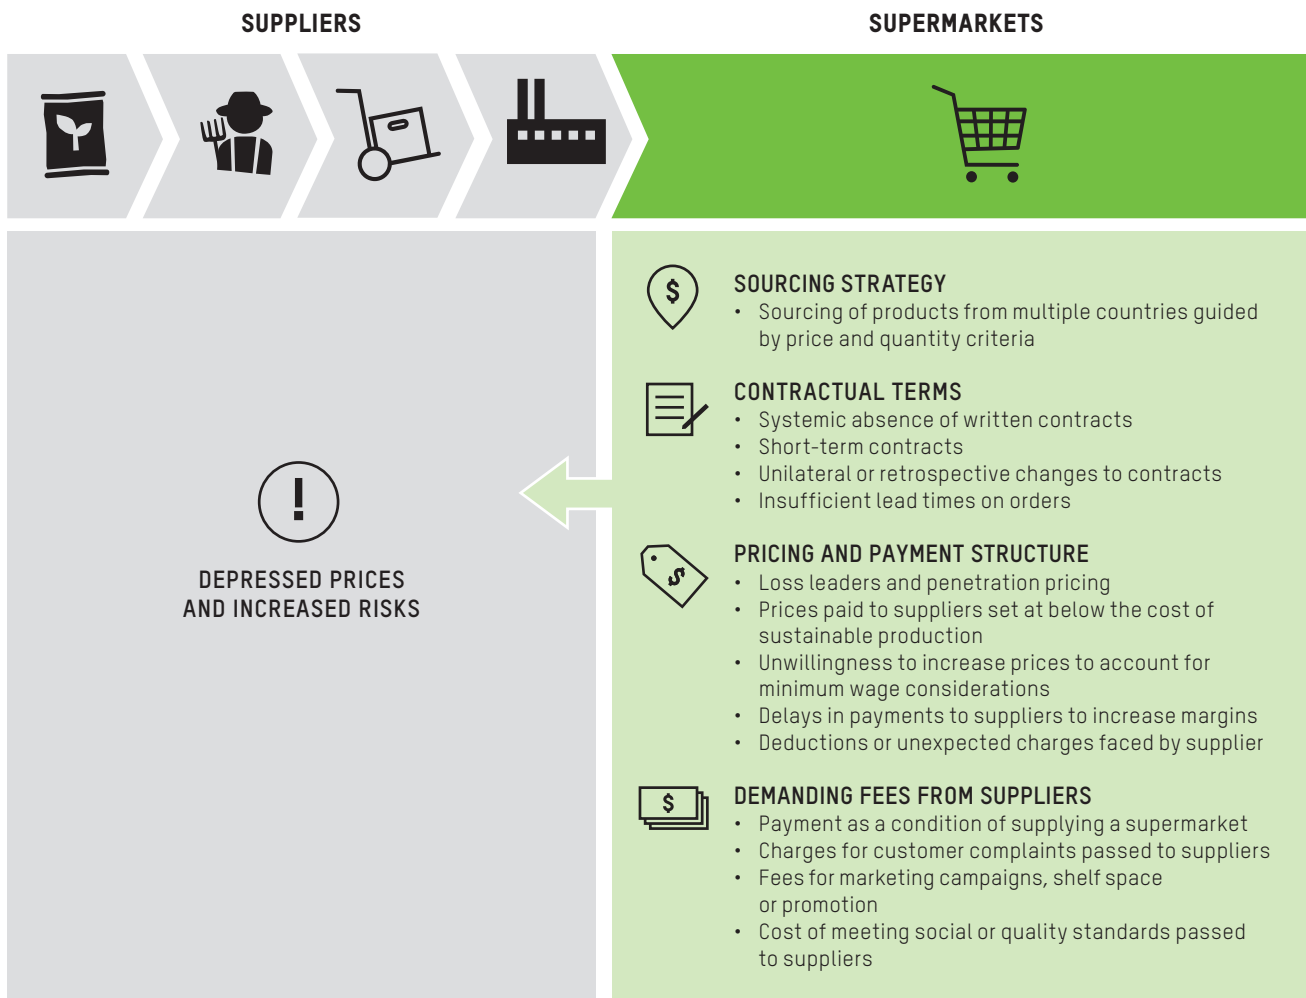 SUPPLIERS
SUPERMARKETS
$
SOURCING STRATEGY
• Sourcing of products from multiple countries guided
by price and quantity criteria
CONTRACTUAL TERMS
• Systemic absence of written contracts
• Short-term contracts
• Unilateral or retrospective changes to contracts
• Insufficient lead times on orders
!
DEPRESSED PRICES
AND INCREASED RISKS
$
PRICING AND PAYMENT STRUCTURE
• Loss leaders and penetration pricing
• Prices paid to suppliers set at below the cost of
sustainable production
• Unwillingness to increase prices to account for
minimum wage considerations
• Delays in payments to suppliers to increase margins
• Deductions or unexpected charges faced by supplier
$
DEMANDING FEES FROM SUPPLIERS
• Payment as a condition of supplying a supermarket
• Charges for customer complaints passed to suppliers
• Fees for marketing campaigns, shelf space
or promotion
• Cost of meeting social or quality standards passed
to suppliers